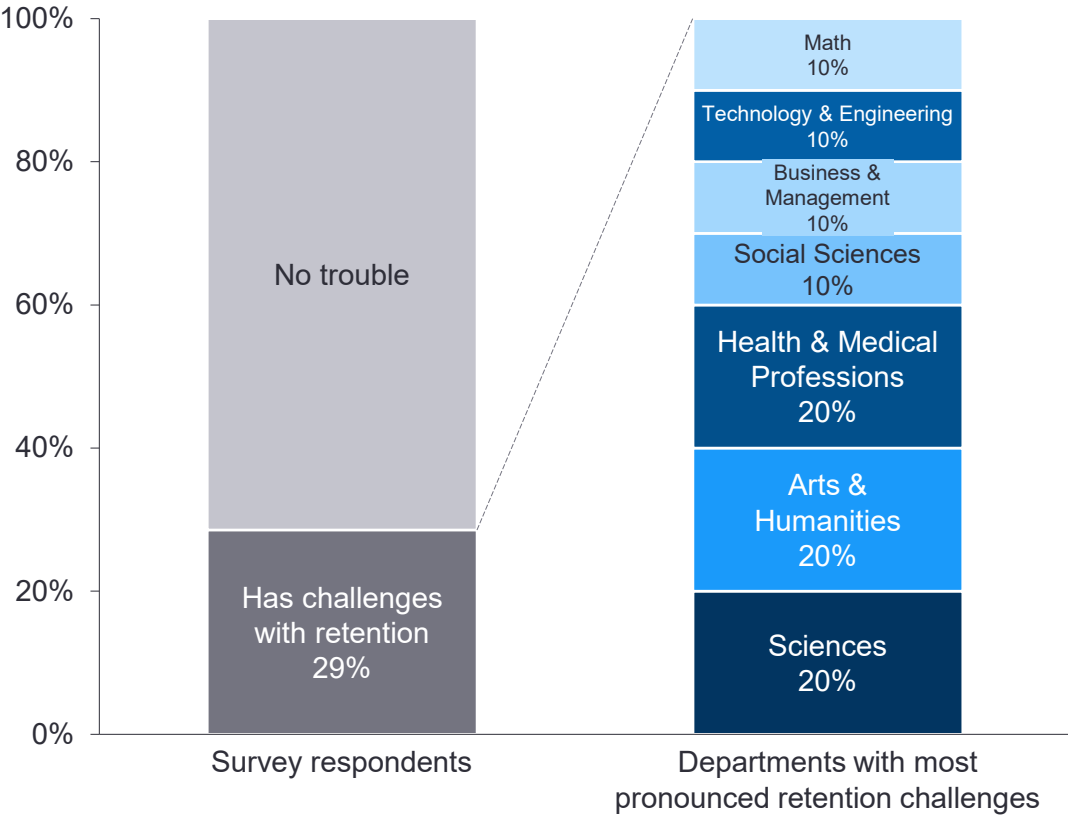 100%
80%
60%
40%
20%
0%
No trouble
Has challenges
with retention
29%
Survey respondents
Math
10%
Technology & Engineering
10%
Business &
Management
10%
Social Sciences
10%
Health & Medical
Professions
20%
Arts &
Humanities
20%
Sciences
20%
Departments with most
pronounced retention challenges